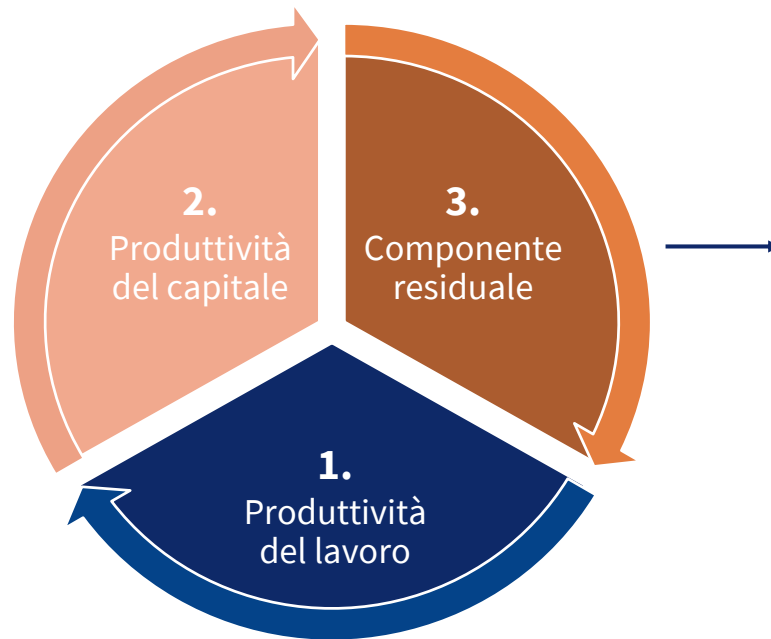 2.
Produttività
del capitale
3.
Componente
residuale
1.
Produttività
del lavoro